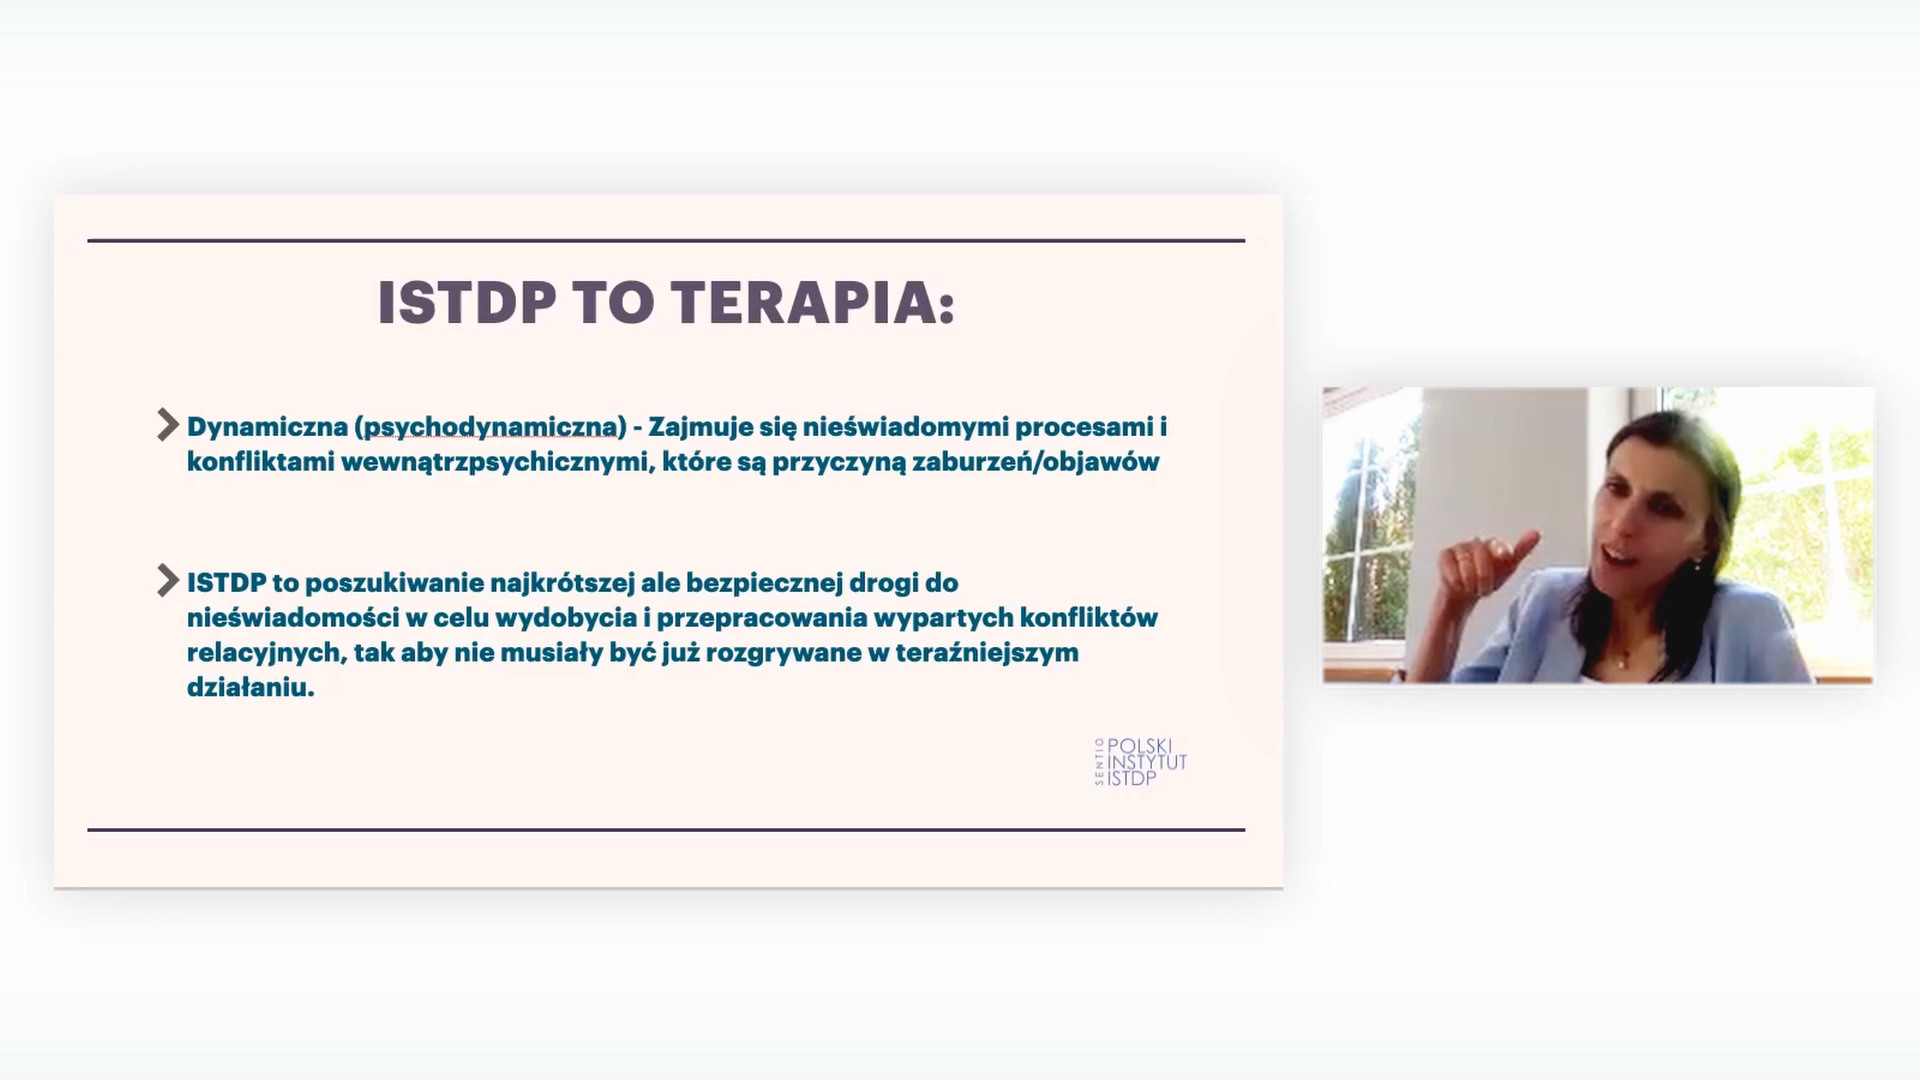 ISTDP TO TERAPIA:
Dynamiczna (psychodynamiczna) - Zajmuje się nieświadomymi procesami i
konfliktami wewnątrzpsychicznymi, które są przyczyną zaburzeń/objawów
ISTDP to poszukiwanie najkrótszej ale bezpiecznej drogi do
nieświadomości w celu wydobycia i przepracowania wypartych konfliktów
relacyjnych, tak aby nie musiały być już rozgrywane w teraźniejszym
działaniu.
SENTIO
POLSKI
INSTYTUT
ISTDP